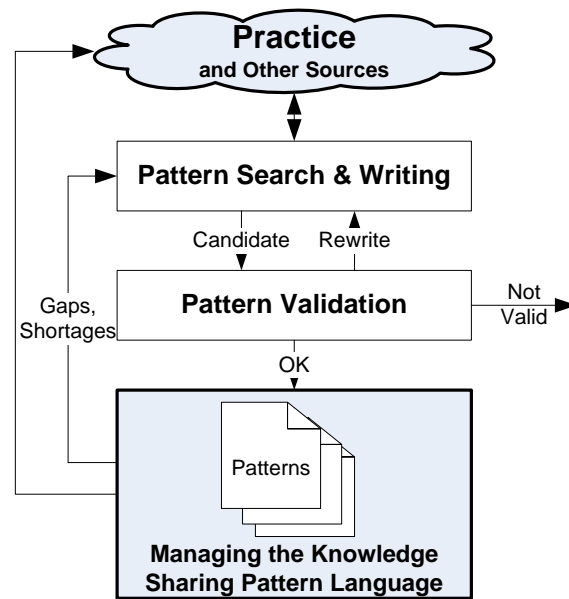 Practice
and Other Sources
Pattern Search & Writing
Candidate
Rewrite
Pattern Validation
Not
Valid
Gaps,
Shortages
OK
Patterns
Managing the Knowledge
Sharing Pattern Language